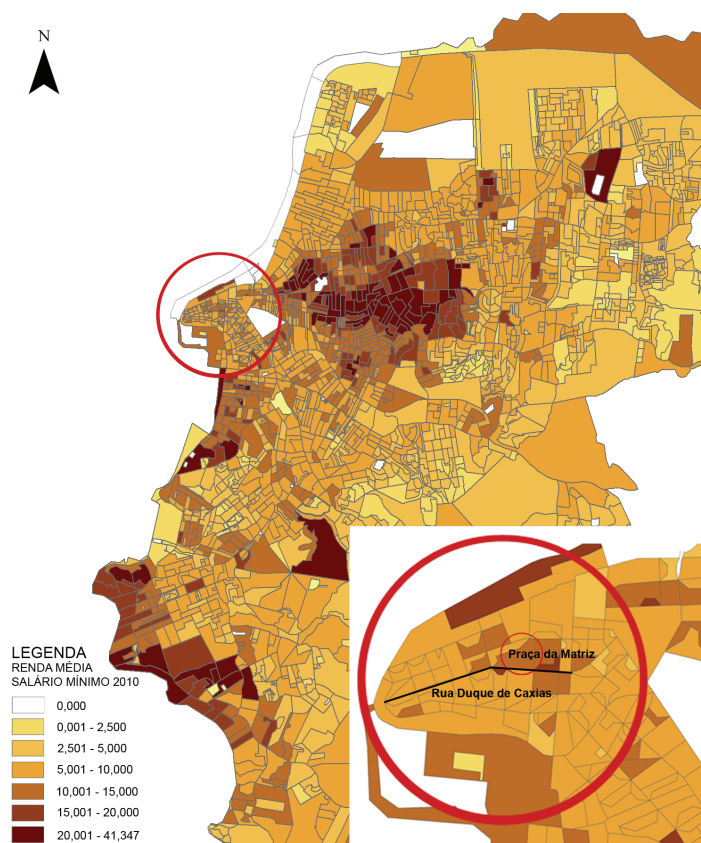 N
Praça da Matriz
Rua Duque de Caxias
LEGENDA
RENDA MÉDIA
SALÁRIO MÍNIMO 2010
0,000
0,001 - 2,500
2,501 - 5,000
5,001 - 10,000
10,001 - 15,000
15,001 - 20,000
20,001 - 41,347